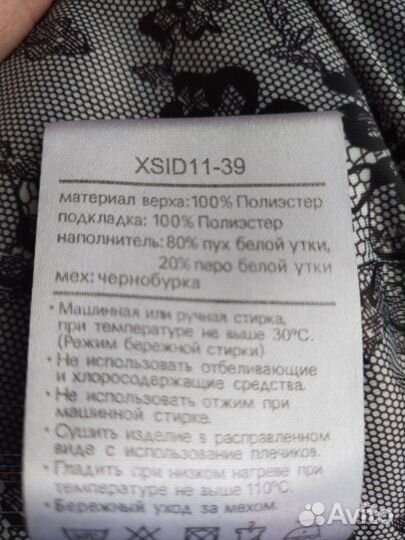 XSID11-39
материал верха: 100% Полиэстер
подкладка: 100% Полиэстер
наполнитель: 80% пух белой утки,
20% перо белой утки
мех: чернобурка
• Машинная или ручная стирка,
при температуре не выше 30°C.
(Режим бережной стирки)
• Не использовать отбеливающие
и хлоросодержащие средства.
• Не использовать отжим при
машинной стирке.
• Сушить изделие в расправленном
виде с использование плечиков.
• Гладить при низком нагреве при
температуре не выше 110°C.
• Бережный уход за мехом.
Avito